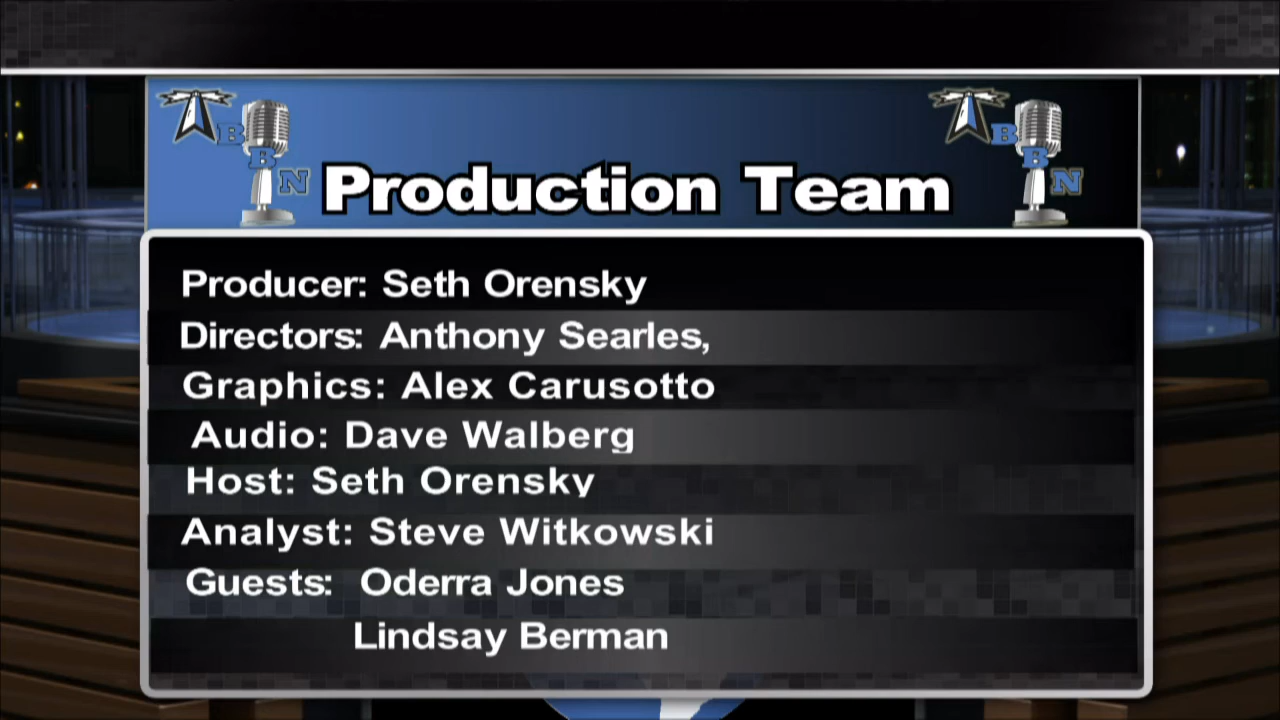 B
B
N
B
B
N
Production Team
Producer: Seth Orensky
Directors: Anthony Searles,
Graphics: Alex Carusotto
Audio: Dave Walberg
Host: Seth Orensky
Analyst: Steve Witkowski
Guests: Oderra Jones
Lindsay Berman